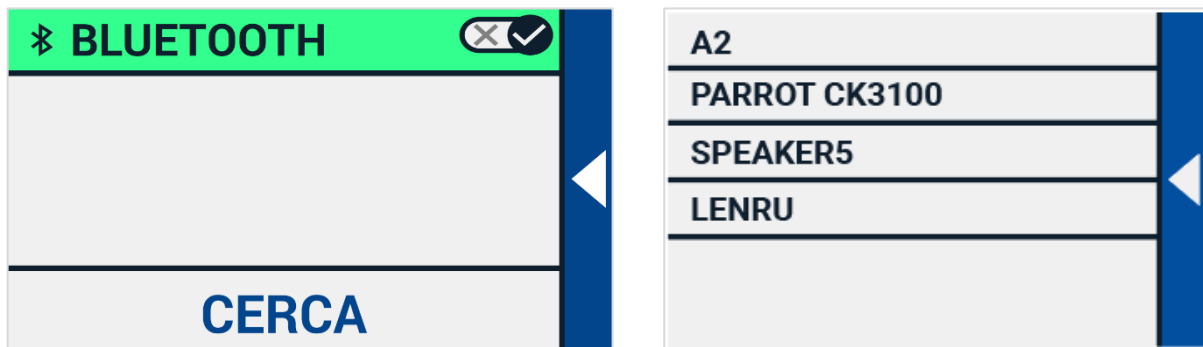 BLUETOOTH
CERCA
A2
PARROT CK3100
SPEAKER5
LENRU